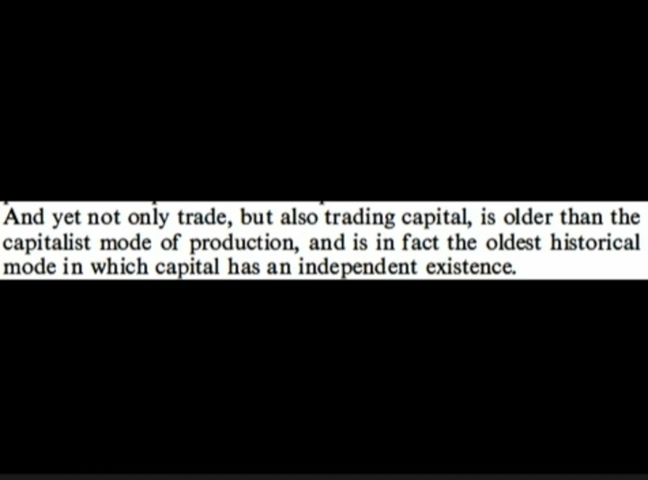 And yet not only trade, but also trading capital, is older than the
capitalist mode of production, and is in fact the oldest historical
mode in which capital has an independent existence.